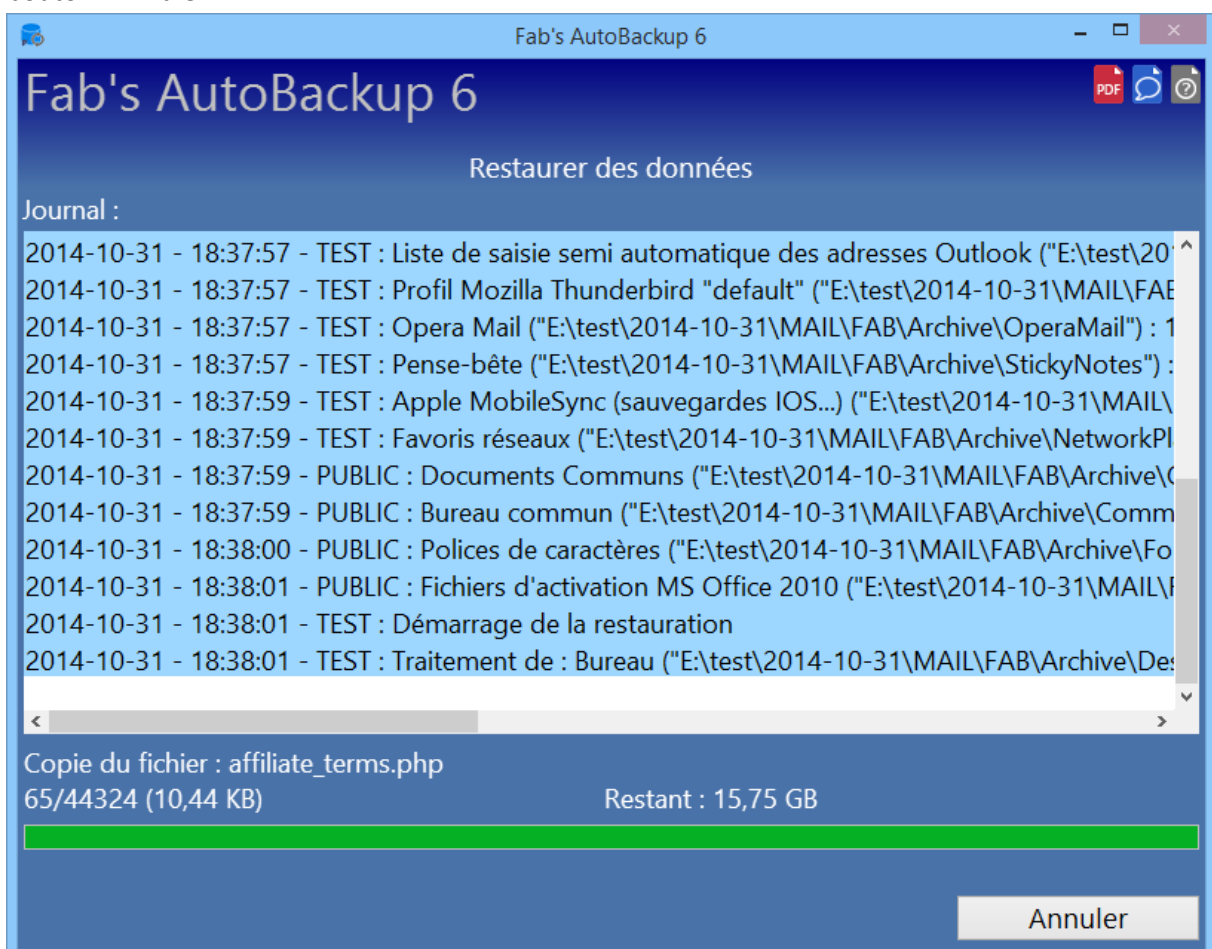 Fab's AutoBackup 6
Fab's AutoBackup 6
PDF
Restaurer des données
Journal :
2014-10-31 - 18:37:57 - TEST : Liste de saisie semi automatique des adresses Outlook ("E:\test\20
2014-10-31 - 18:37:57 - TEST : Profil Mozilla Thunderbird "default" ("E:\test\2014-10-31\MAIL\FAB
2014-10-31 - 18:37:57 - TEST : Opera Mail ("E:\test\2014-10-31\MAIL\FAB\Archive\OperaMail") : 1
2014-10-31 - 18:37:57 - TEST : Pense-bête ("E:\test\2014-10-31\MAIL\FAB\Archive\StickyNotes") :
2014-10-31 - 18:37:59 - TEST : Apple MobileSync (sauvegardes IOS...) ("E:\test\2014-10-31\MAIL\
2014-10-31 - 18:37:59 - TEST : Favoris réseaux ("E:\test\2014-10-31\MAIL\FAB\Archive\NetworkPl
2014-10-31 - 18:37:59 - PUBLIC : Documents Communs ("E:\test\2014-10-31\MAIL\FAB\Archive\
2014-10-31 - 18:37:59 - PUBLIC : Bureau commun ("E:\test\2014-10-31\MAIL\FAB\Archive\Comm
2014-10-31 - 18:38:00 - PUBLIC : Polices de caractères ("E:\test\2014-10-31\MAIL\FAB\Archive\Fo
2014-10-31 - 18:38:01 - PUBLIC : Fichiers d'activation MS Office 2010 ("E:\test\2014-10-31\MAIL\
2014-10-31 - 18:38:01 - TEST : Démarrage de la restauration
2014-10-31 - 18:38:01 - TEST : Traitement de : Bureau ("E:\test\2014-10-31\MAIL\FAB\Archive\Des
Copie du fichier : affiliate_terms.php
65/44324 (10,44 KB)
Restant : 15,75 GB
Annuler